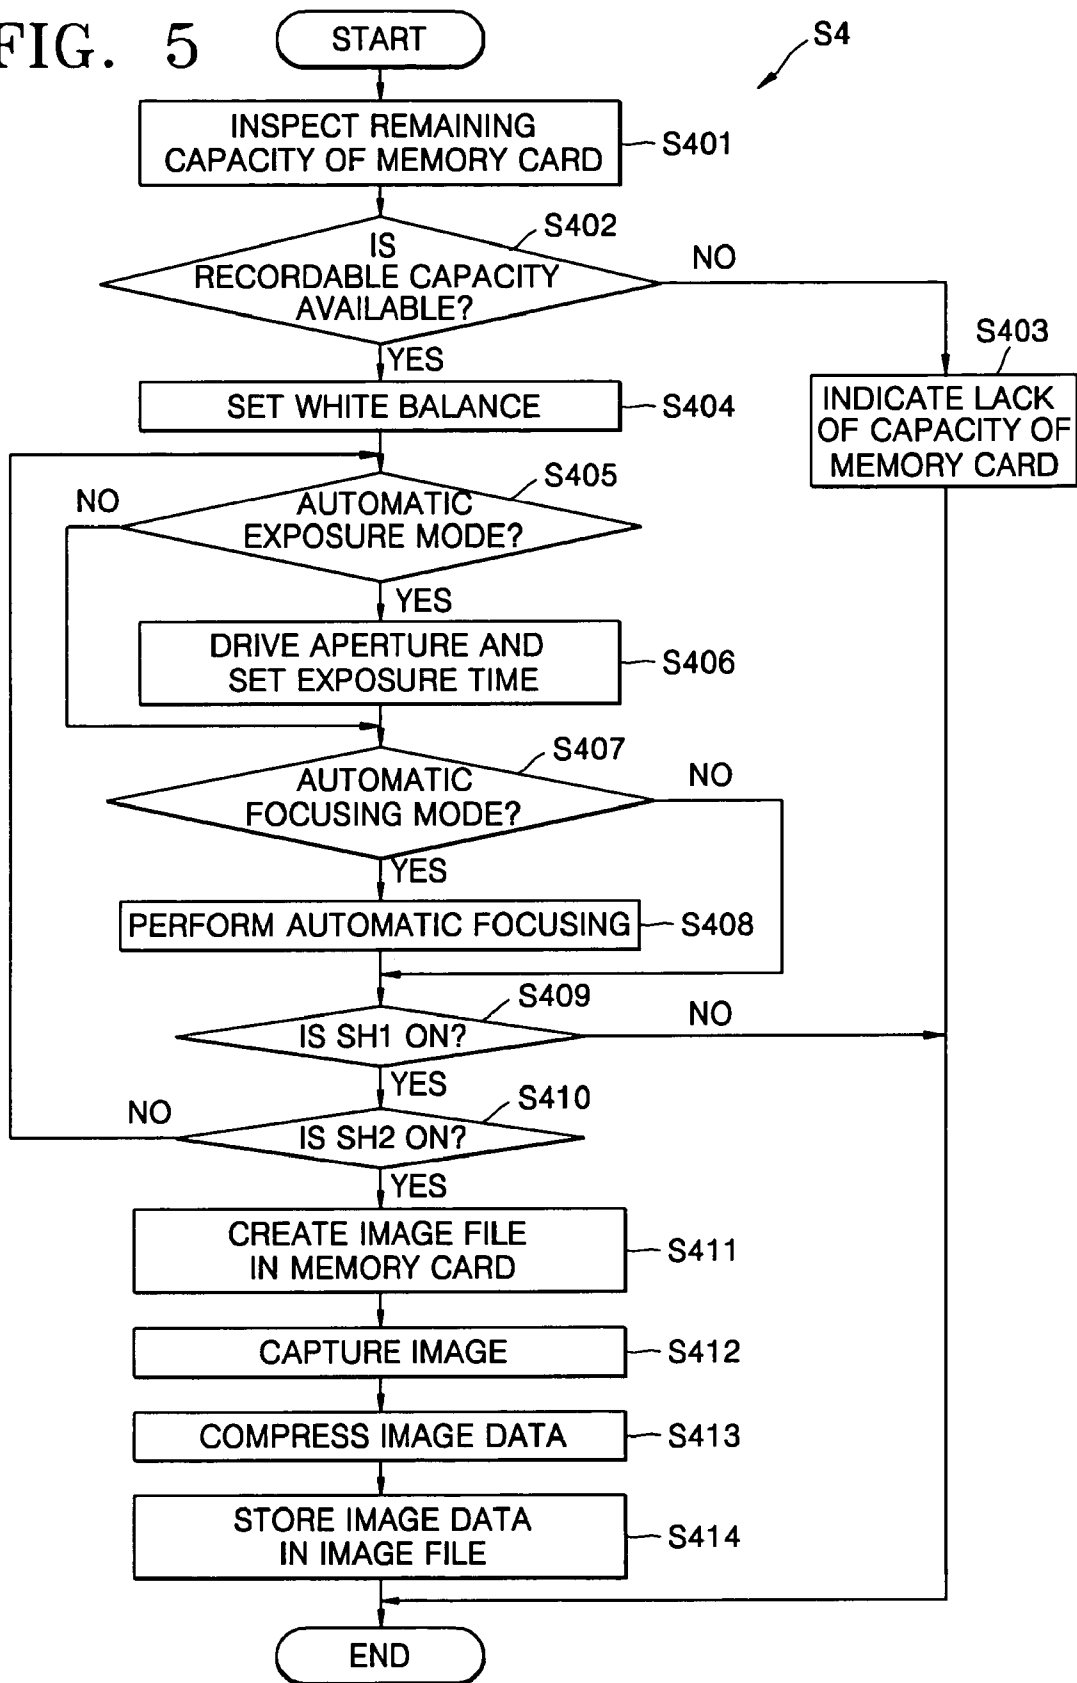 FIG. 5
START
S4
INSPECT REMAINING
CAPACITY OF MEMORY CARD
S401
S402
IS
RECORDABLE CAPACITY
AVAILABLE?
NO
YES
S403
INDICATE LACK
OF CAPACITY OF
MEMORY CARD
SET WHITE BALANCE
S404
S405
NO
AUTOMATIC
EXPOSURE MODE?
YES
DRIVE APERTURE AND
SET EXPOSURE TIME
S406
S407
AUTOMATIC
FOCUSING MODE?
NO
YES
PERFORM AUTOMATIC FOCUSING
S408
S409
IS SH1 ON?
NO
YES
S410
NO
IS SH2 ON?
YES
CREATE IMAGE FILE
IN MEMORY CARD
S411
CAPTURE IMAGE
S412
COMPRESS IMAGE DATA
S413
STORE IMAGE DATA
IN IMAGE FILE
S414
END